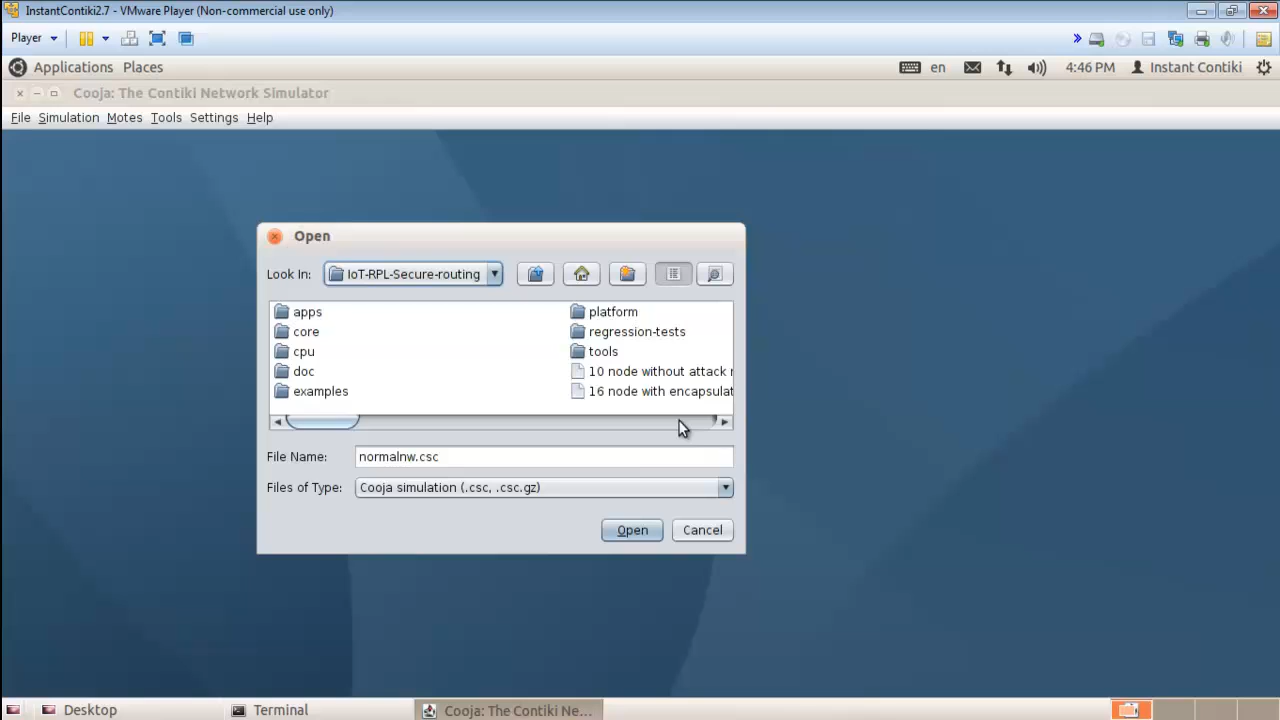 InstantContiki2.7 - VMware Player (Non-commercial use only)
Player
Applications Places en 4:46 PM Instant Contiki
Cooja: The Contiki Network Simulator
File Simulation Motes Tools Settings Help
Open
Look In: IoT-RPL-Secure-routing
apps platform
core regression-tests
cpu tools
doc 10 node without attack
examples 16 node with encapsulat
File Name: normalnw.csc
Files of Type: Cooja simulation (.csc, .csc.gz)
Open Cancel
Desktop Terminal Cooja: The Contiki Ne...